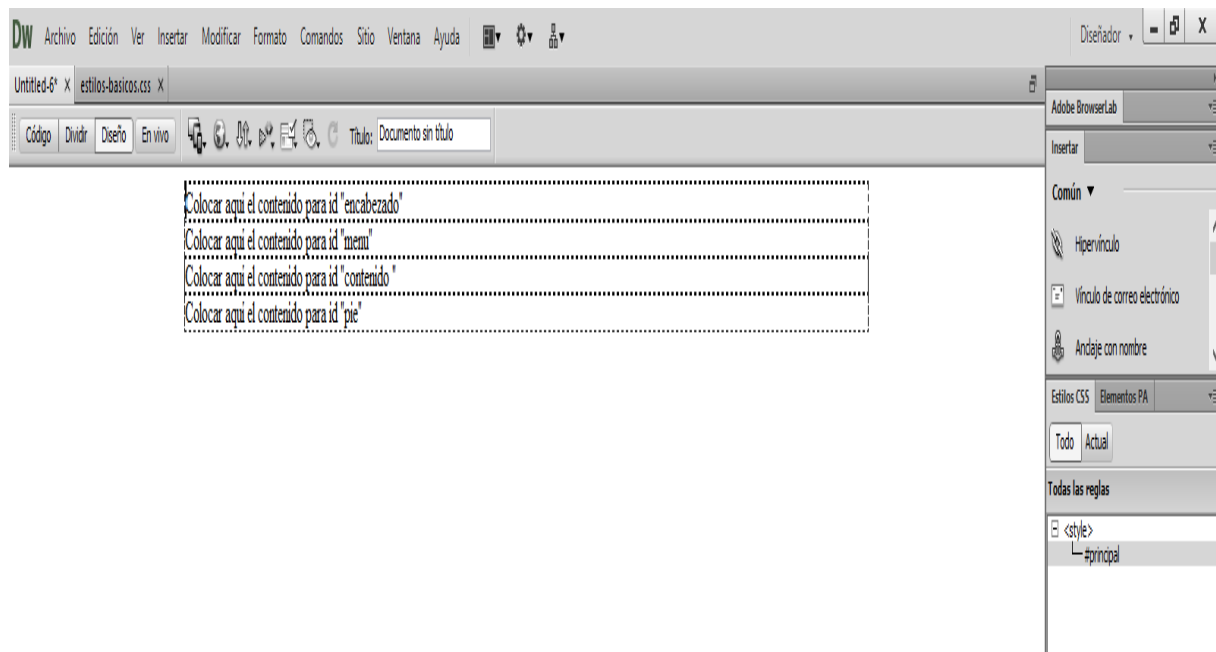 Dw Archivo Edición Ver Insertar Modificar Formato Comandos Sitio Ventana Ayuda Diseñador X
Untitled-6* X estilos-basicos.css X
Código Dividir Diseño En vivo Título: Documento sin título
Colocar aquí el contenido para id "encabezado"
Colocar aquí el contenido para id "menu"
Colocar aquí el contenido para id "contenido "
Colocar aquí el contenido para id "pie"
Adobe BrowserLab
Insertar
Común
Hipervínculo
Vínculo de correo electrónico
Anclaje con nombre
Estilos CSS Elementos PA
Todo Actual
Todas las reglas
<style>
#principal